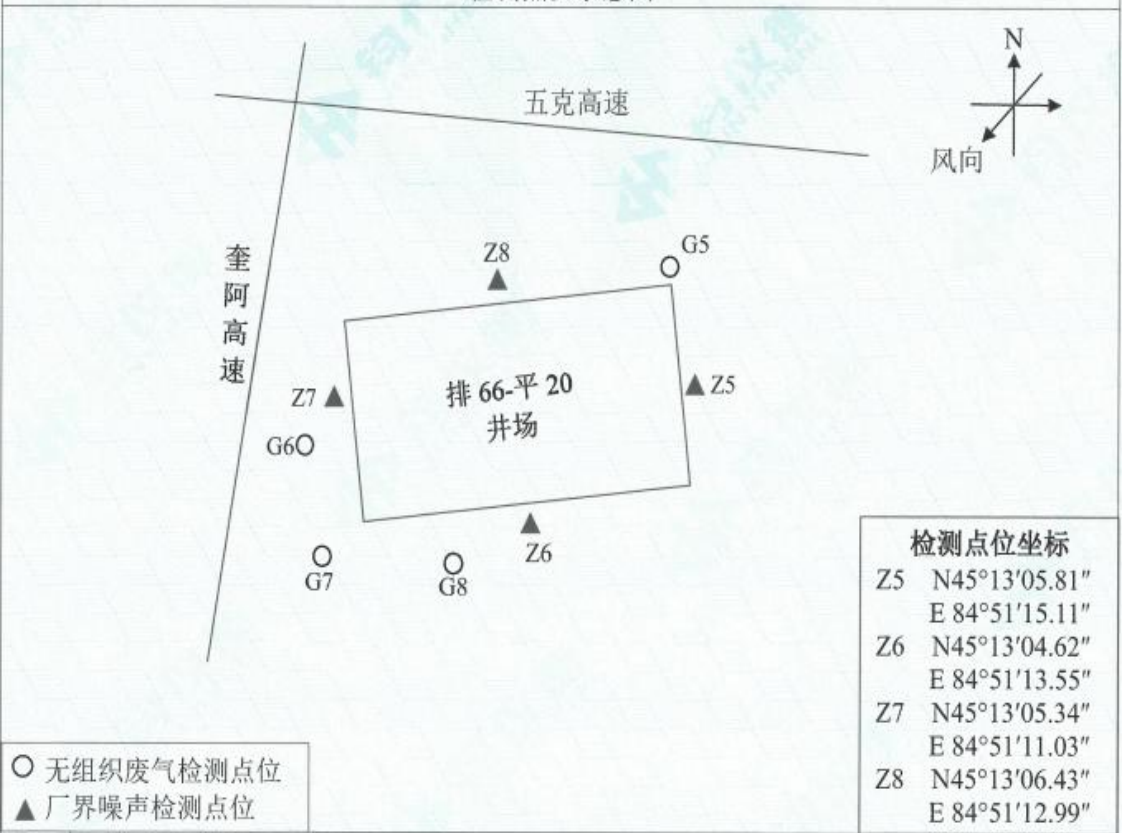 N
五克高速
风向
奎阿高速
Z8
G5
Z7
排 66-平 20
井场
Z5
G6
Z6
G7
G8
检测点位坐标
Z5 N45°13′05.81″
E 84°51′15.11″
Z6 N45°13′04.62″
E 84°51′13.55″
Z7 N45°13′05.34″
E 84°51′11.03″
Z8 N45°13′06.43″
E 84°51′12.99″
无组织废气检测点位
厂界噪声检测点位